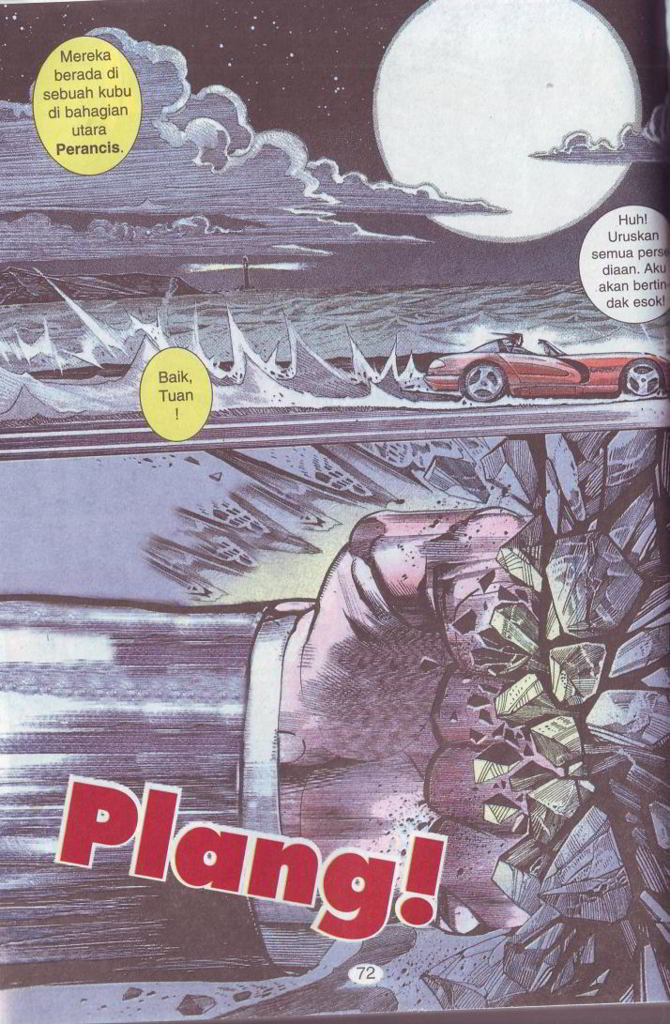 Mereka
berada di
sebuah kubu
di bahagian
utara
Perancis.
Huh!
Uruskan
semua perse
diaan. Aku
akan bertin-
dak esok!
Baik,
Tuan
!
Plang!
72